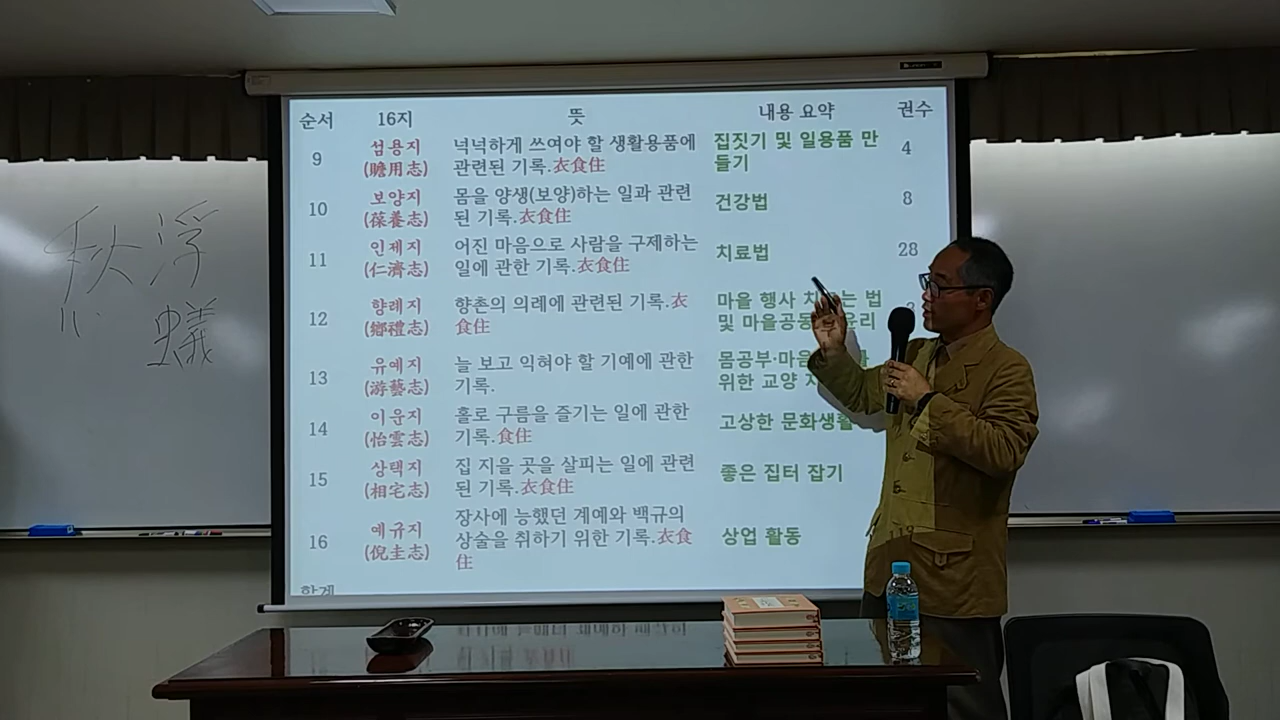 순서 16지 뜻 내용 요약 권수
9 섬용지 (贍用志) 넉넉하게 쓰여야 할 생활용품에 관련된 기록.衣食住 집짓기 및 일용품 만들기 4
10 보양지 (葆養志) 몸을 양생(보양)하는 일과 관련된 기록.衣食住 건강법 8
11 인제지 (仁濟志) 어진 마음으로 사람을 구제하는 일에 관한 기록.衣食住 치료법 28
12 향례지 (鄕禮志) 향촌의 의례에 관련된 기록.衣食住 마을 행사 는 법 및 마을공동
13 유예지 (游藝志) 늘 보고 익혀야 할 기예에 관한 기록. 몸공부·마음 위한 교양
14 이운지 (怡雲志) 홀로 구름을 즐기는 일에 관한 기록.食住 고상한 문화생활
15 상택지 (相宅志) 집 지을 곳을 살피는 일에 관련된 기록.衣食住 좋은 집터 잡기
16 예규지 (倪圭志) 장사에 능했던 계예와 백규의 상술을 취하기 위한 기록.衣食住 상업 활동
浮
蟻